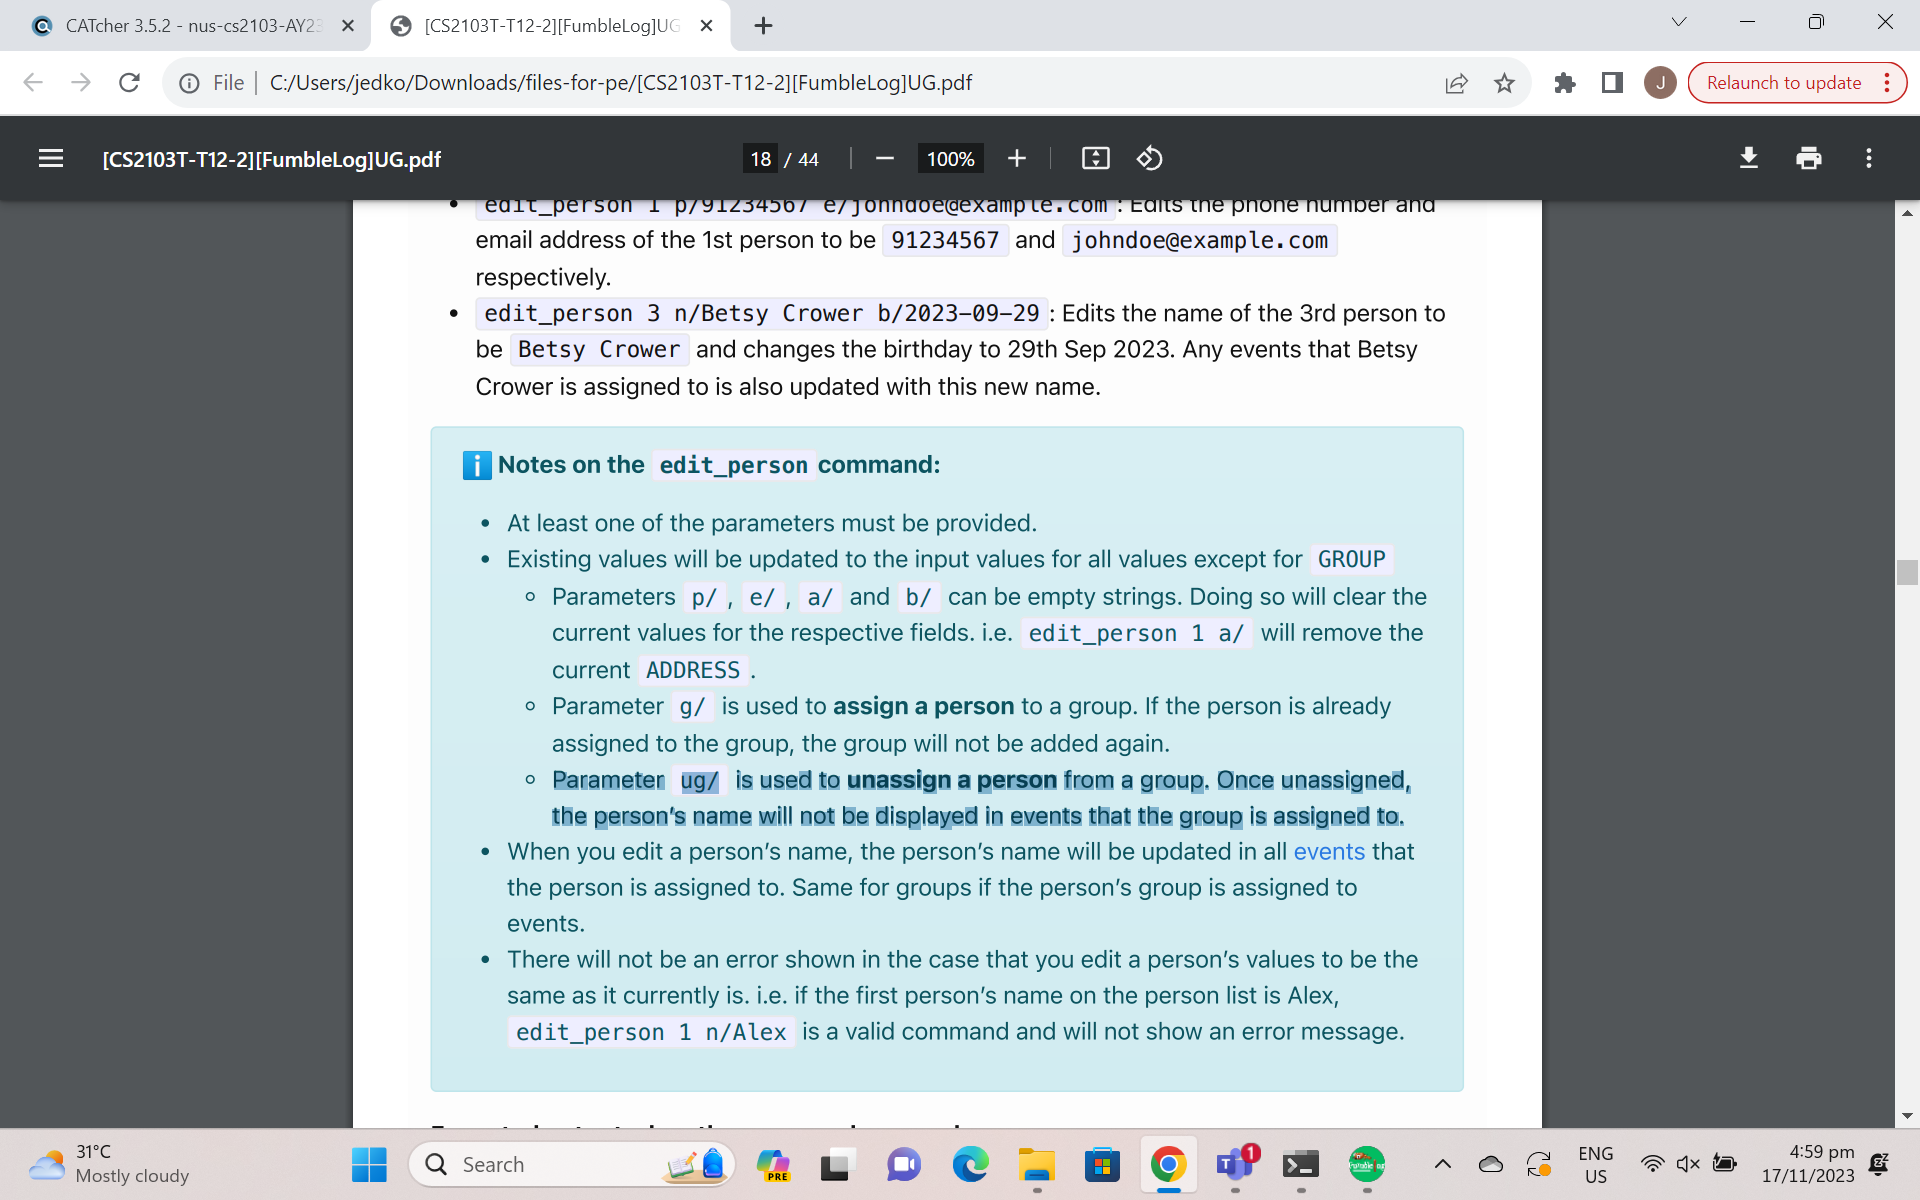 CATcher 3.5.2 - nus-cs2103-AY23
[CS2103T-T12-2][FumbleLog]UG
File
C:/Users/jedko/Downloads/files-for-pe/[CS2103T-T12-2][FumbleLog]UG.pdf
J
Relaunch to update
[CS2103T-T12-2][FumbleLog]UG.pdf
18 / 44
100%
edit_person 1 p/91234567 e/johndoe@example.com : Edits the phone number and
email address of the 1st person to be 91234567 and johndoe@example.com
respectively.
edit_person 3 n/Betsy Crower b/2023-09-29 : Edits the name of the 3rd person to
be Betsy Crower and changes the birthday to 29th Sep 2023. Any events that Betsy
Crower is assigned to is also updated with this new name.
Notes on the edit_person command:
At least one of the parameters must be provided.
Existing values will be updated to the input values for all values except for GROUP
Parameters p/ , e/ , a/ and b/ can be empty strings. Doing so will clear the
current values for the respective fields. i.e. edit_person 1 a/ will remove the
current ADDRESS .
Parameter g/ is used to assign a person to a group. If the person is already
assigned to the group, the group will not be added again.
Parameter ug/ is used to unassign a person from a group. Once unassigned,
the person's name will not be displayed in events that the group is assigned to.
When you edit a person's name, the person's name will be updated in all events that
the person is assigned to. Same for groups if the person's group is assigned to
events.
There will not be an error shown in the case that you edit a person's values to be the
same as it currently is. i.e. if the first person's name on the person list is Alex,
edit_person 1 n/Alex is a valid command and will not show an error message.
31°C
Mostly cloudy
Search
PRE
1
ENG
US
4:59 pm
17/11/2023